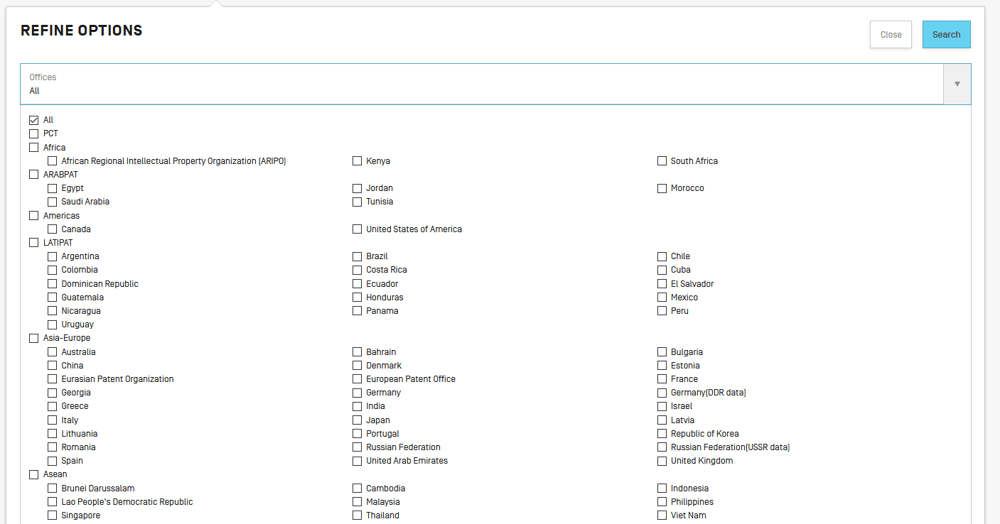 REFINE OPTIONS
Close
Search
Offices
All
All
PCT
Africa
African Regional Intellectual Property Organization (ARIPO) Kenya South Africa
ARABPAT
Egypt Jordan Morocco
Saudi Arabia Tunisia
Americas
Canada United States of America
LATIPAT
Argentina Brazil Chile
Colombia Costa Rica Cuba
Dominican Republic Ecuador El Salvador
Guatemala Honduras Mexico
Nicaragua Panama Peru
Uruguay
Asia-Europe
Australia Bahrain Bulgaria
China Denmark Estonia
Eurasian Patent Organization European Patent Office France
Georgia Germany Germany(DDR data)
Greece India Israel
Italy Japan Latvia
Lithuania Portugal Republic of Korea
Romania Russian Federation Russian Federation(USSR data)
Spain United Arab Emirates United Kingdom
Asean
Brunei Darussalam Cambodia Indonesia
Lao People's Democratic Republic Malaysia Philippines
Singapore Thailand Viet Nam